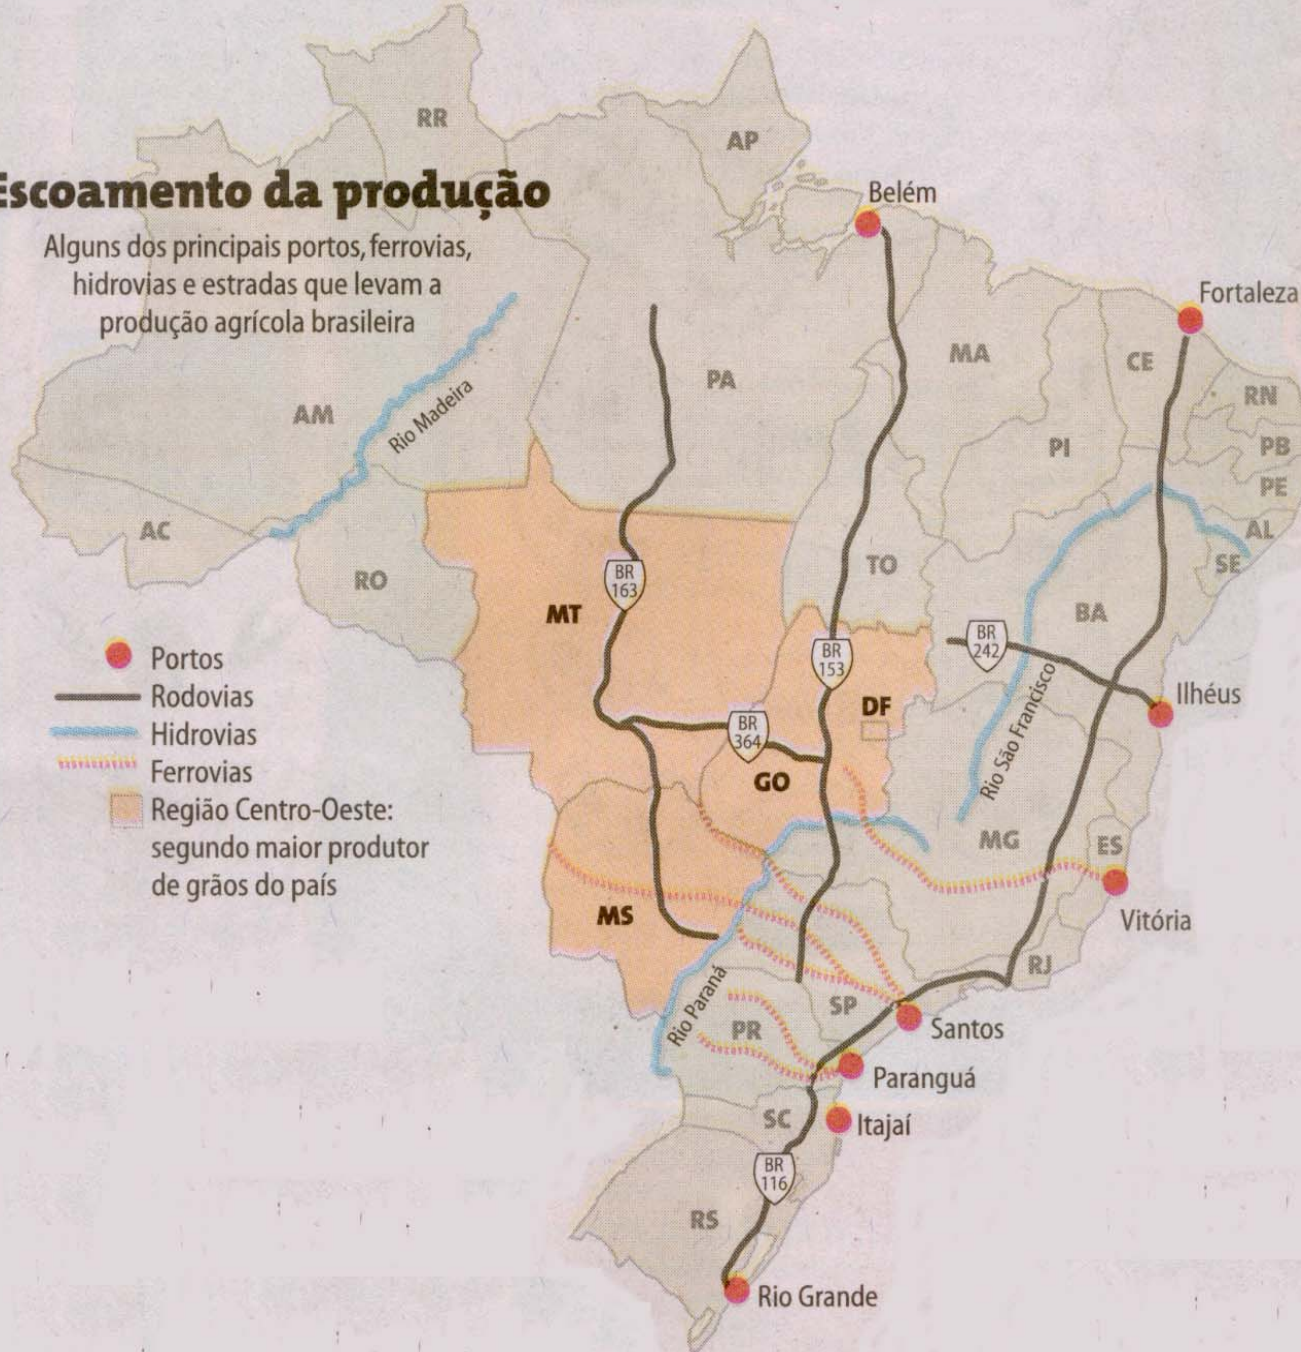 Escoamento da produção
Alguns dos principais portos, ferrovias,
hidrovias e estradas que levam a
produção agrícola brasileira
RR
AP
Belém
Fortaleza
AM
Rio Madeira
PA
MA
CE
RN
PI
PB
PE
AL
SE
AC
RO
TO
BA
BR
163
MT
BR
153
BR
242
Rio São Francisco
Ilhéus
DF
BR
364
GO
Portos
Rodovias
Hidrovias
Ferrovias
Região Centro-Oeste:
segundo maior produtor
de grãos do país
MG
ES
Vitória
MS
RJ
Rio Paraná
SP
Santos
PR
Paranguá
SC
Itajaí
BR
116
RS
Rio Grande